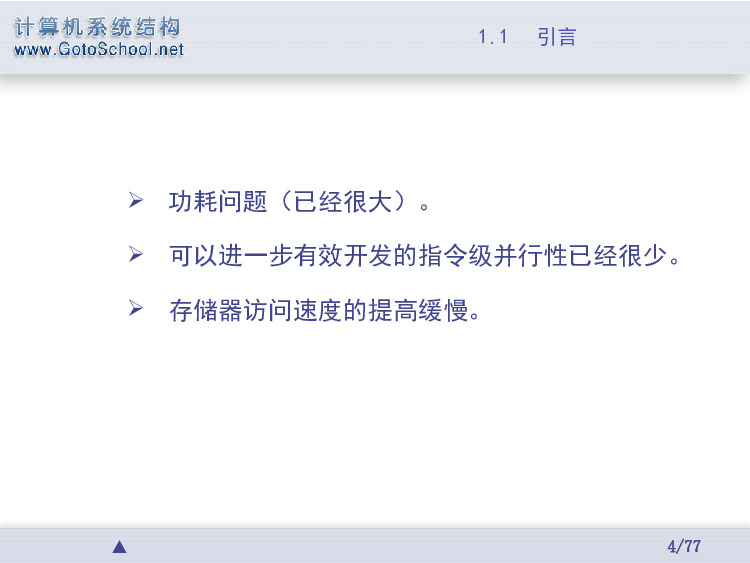 计算机系统结构
www.GotoSchool.net
1.1 引言
➢ 功耗问题（已经很大）。
➢ 可以进一步有效开发的指令级并行性已经很少。
➢ 存储器访问速度的提高缓慢。
▲
4/77